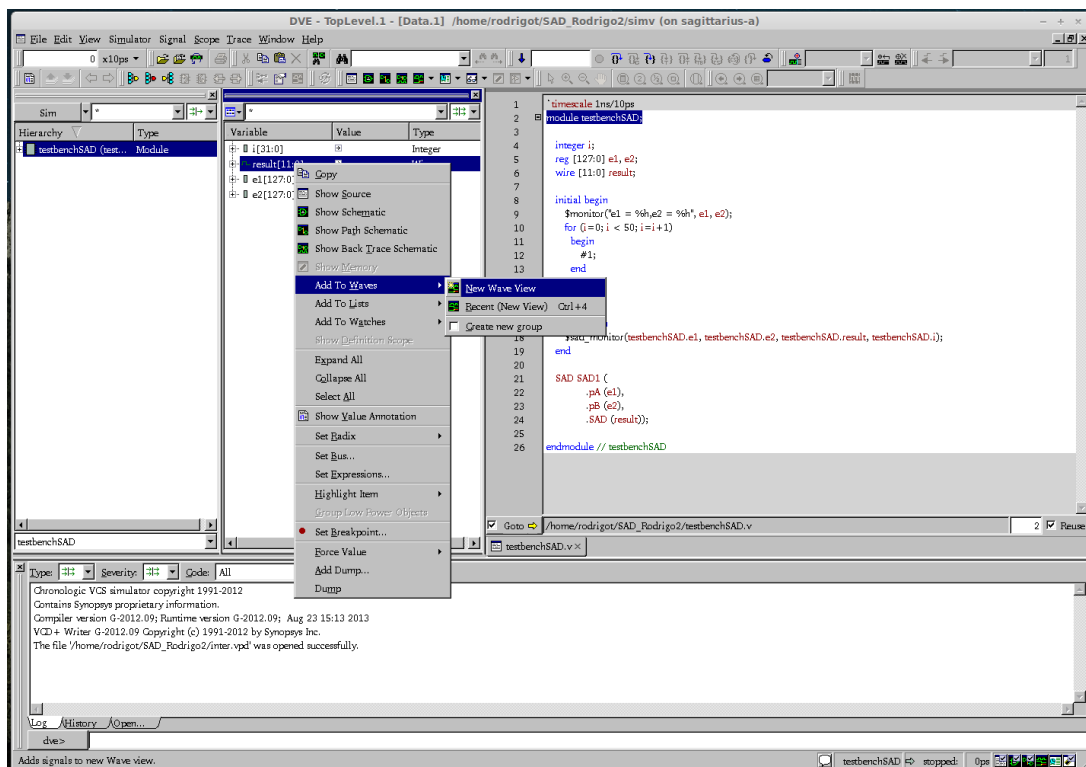 DVE - TopLevel.1 - [Data.1] /home/rodrigot/SAD_Rodrigo2/simv (on sagittarius-a)
File Edit View Simulator Signal Scope Trace Window Help
0 x10ps
Sim *
Hierarchy Type
testbenchSAD (test... Module
testbenchSAD
*
Variable Value Type
i[31:0] Integer
result[11:0]
e1[127:0]
e2[127:0]
Copy
Show Source
Show Schematic
Show Path Schematic
Show Back Trace Schematic
Show Memory
Add To Waves
Add To Lists
Add To Watches
Show Definition Scope
Expand All
Collapse All
Select All
Show Value Annotation
Set Radix
Set Bus...
Set Expressions...
Highlight Item
Group Low Power Objects
Set Breakpoint...
Force Value
Add Dump...
Dump
New Wave View
Recent (New View) Ctrl+4
Create new group
1 `timescale 1ns/10ps
2 module testbenchSAD;
3
4 integer i;
5 reg [127:0] e1, e2;
6 wire [11:0] result;
7
8 initial begin
9 $monitor("e1 = %h,e2 = %h", e1, e2);
10 for (i=0; i < 50; i=i+1)
11 begin
12 #1;
13 end
18 $sad_monitor(testbenchSAD.e1, testbenchSAD.e2, testbenchSAD.result, testbenchSAD.i);
19 end
20
21 SAD SAD1 (
22 .pA (e1),
23 .pB (e2),
24 .SAD (result));
25
26 endmodule // testbenchSAD
Goto /home/rodrigot/SAD_Rodrigo2/testbenchSAD.v 2 Reuse
testbenchSAD.v
Type: Severity: Code: All
Chronologic VCS simulator copyright 1991-2012
Contains Synopsys proprietary information.
Compiler version G-2012.09; Runtime version G-2012.09; Aug 23 15:13 2013
VCD+ Writer G-2012.09 Copyright (c) 1991-2012 by Synopsys Inc.
The file '/home/rodrigot/SAD_Rodrigo2/inter.vpd' was opened successfully.
Log History Open...
dve>
Adds signals to new Wave view.
testbenchSAD stopped: 0ps